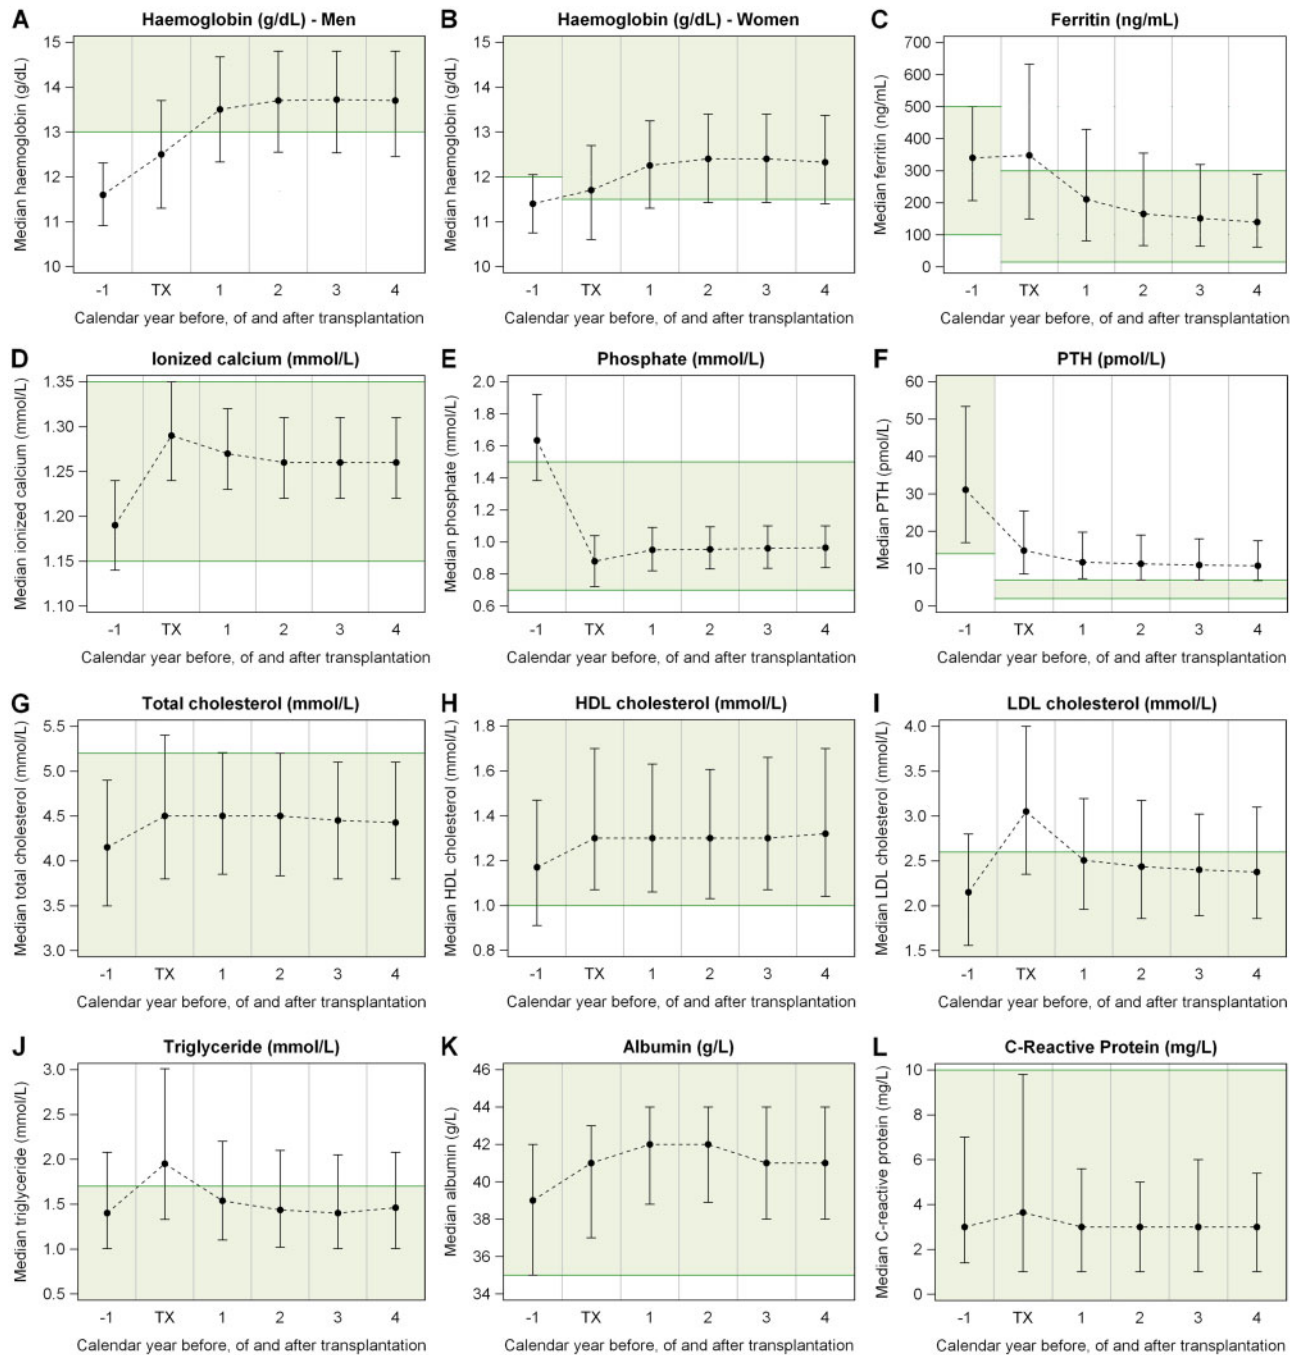 A Haemoglobin (g/dL) - Men
Median haemoglobin (g/dL)
15
14
13
12
11
10
-1 TX 1 2 3 4
Calendar year before, of and after transplantation
B Haemoglobin (g/dL) - Women
Median haemoglobin (g/dL)
15
14
13
12
11
10
-1 TX 1 2 3 4
Calendar year before, of and after transplantation
C Ferritin (ng/mL)
Median ferritin (ng/mL)
700
600
500
400
300
200
100
0
-1 TX 1 2 3 4
Calendar year before, of and after transplantation
D Ionized calcium (mmol/L)
Median ionized calcium (mmol/L)
1.35
1.30
1.25
1.20
1.15
1.10
-1 TX 1 2 3 4
Calendar year before, of and after transplantation
E Phosphate (mmol/L)
Median phosphate (mmol/L)
2.0
1.8
1.6
1.4
1.2
1.0
0.8
0.6
-1 TX 1 2 3 4
Calendar year before, of and after transplantation
F PTH (pmol/L)
Median PTH (pmol/L)
60
50
40
30
20
10
0
-1 TX 1 2 3 4
Calendar year before, of and after transplantation
G Total cholesterol (mmol/L)
Median total cholesterol (mmol/L)
5.5
5.0
4.5
4.0
3.5
3.0
-1 TX 1 2 3 4
Calendar year before, of and after transplantation
H HDL cholesterol (mmol/L)
Median HDL cholesterol (mmol/L)
1.8
1.6
1.4
1.2
1.0
0.8
-1 TX 1 2 3 4
Calendar year before, of and after transplantation
I LDL cholesterol (mmol/L)
Median LDL cholesterol (mmol/L)
4.0
3.5
3.0
2.5
2.0
1.5
-1 TX 1 2 3 4
Calendar year before, of and after transplantation
J Triglyceride (mmol/L)
Median triglyceride (mmol/L)
3.0
2.5
2.0
1.5
1.0
0.5
-1 TX 1 2 3 4
Calendar year before, of and after transplantation
K Albumin (g/L)
Median albumin (g/L)
46
44
42
40
38
36
34
-1 TX 1 2 3 4
Calendar year before, of and after transplantation
L C-Reactive Protein (mg/L)
Median C-reactive protein (mg/L)
10
8
6
4
2
0
-1 TX 1 2 3 4
Calendar year before, of and after transplantation